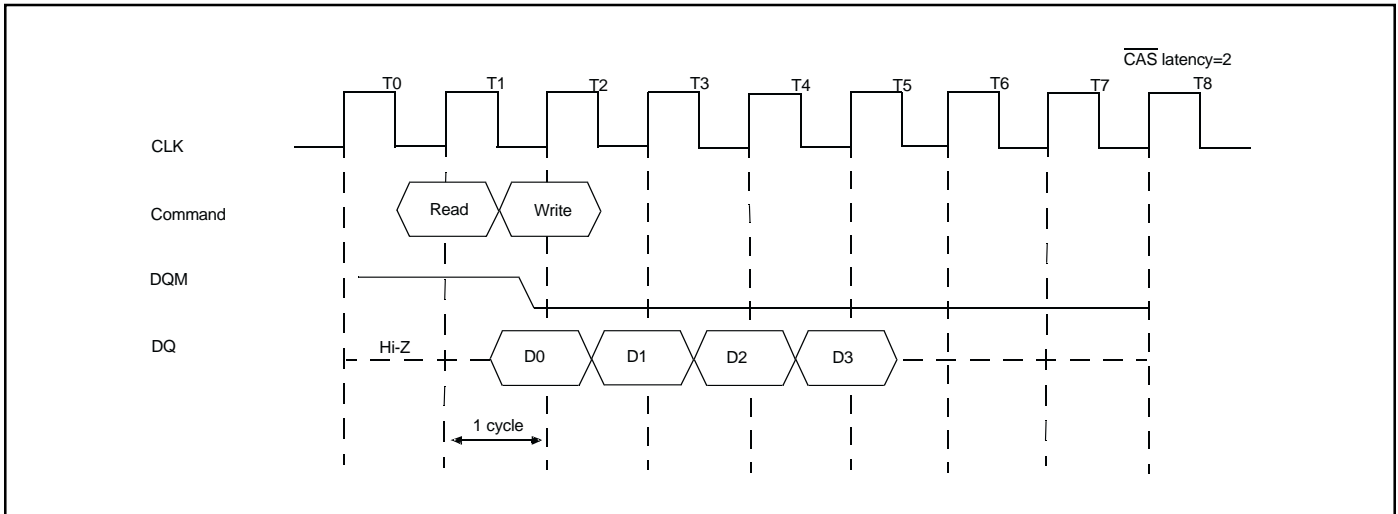 CAS latency=2
T0 T1 T2 T3 T4 T5 T6 T7 T8
CLK
Read Write
Command
DQM
DQ
Hi-Z D0 D1 D2 D3
1 cycle